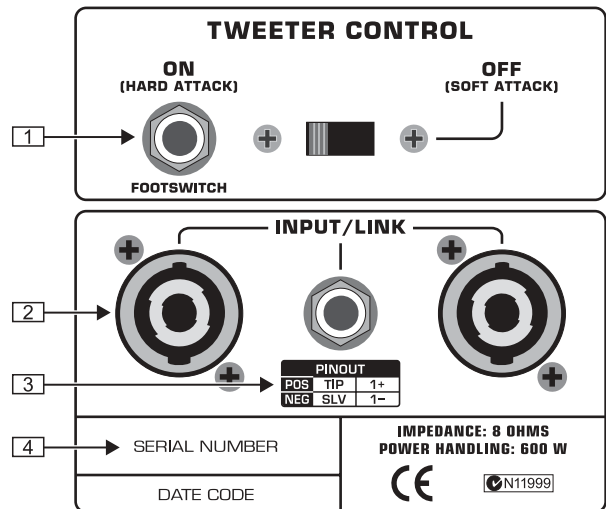 TWEETER CONTROL
ON
(HARD ATTACK)
OFF
(SOFT ATTACK)
1
FOOTSWITCH
INPUT/LINK
2
3
PINOUT
POS TIP 1+
NEG SLV 1-
4
SERIAL NUMBER
DATE CODE
IMPEDANCE: 8 OHMS
POWER HANDLING: 600 W
CE
N11999